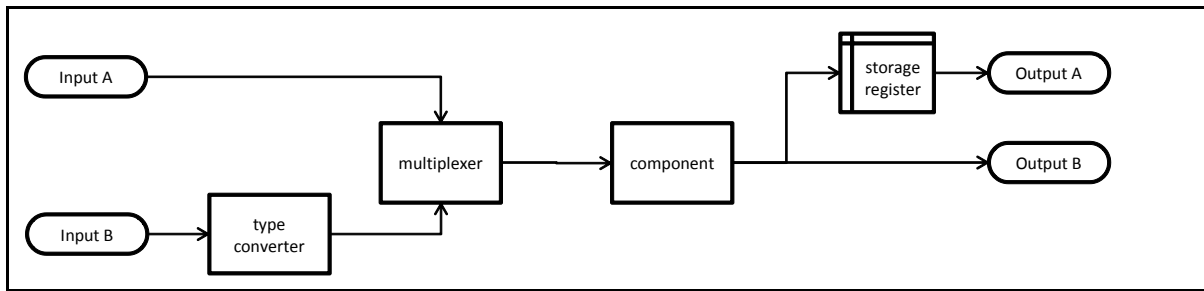 Input A
storage
register
Output A
multiplexer
component
Output B
Input B
type
converter